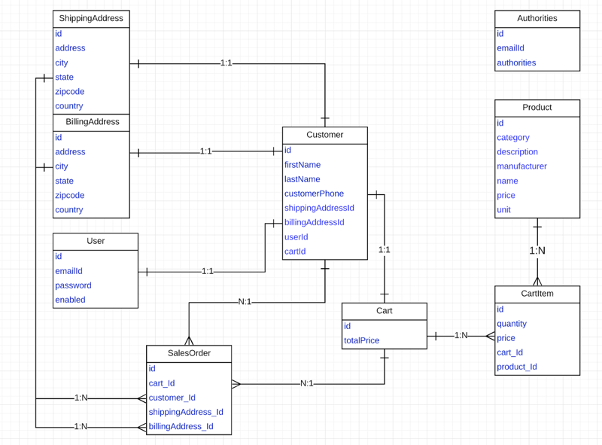 ShippingAddress
id
address
city
state
zipcode
country
BillingAddress
id
address
city
state
zipcode
country
User
id
emailId
password
enabled
1:1
1:1
1:1
Customer
id
firstName
lastName
customerPhone
shippingAddressId
billingAddressId
userId
cartId
1:1
N:1
Cart
id
totalPrice
1:N
N:1
SalesOrder
id
cart_Id
customer_Id
shippingAddress_Id
billingAddress_Id
1:N
1:N
Authorities
id
emailId
authorities
Product
id
category
description
manufacturer
name
price
unit
1:N
CartItem
id
quantity
price
cart_Id
product_Id